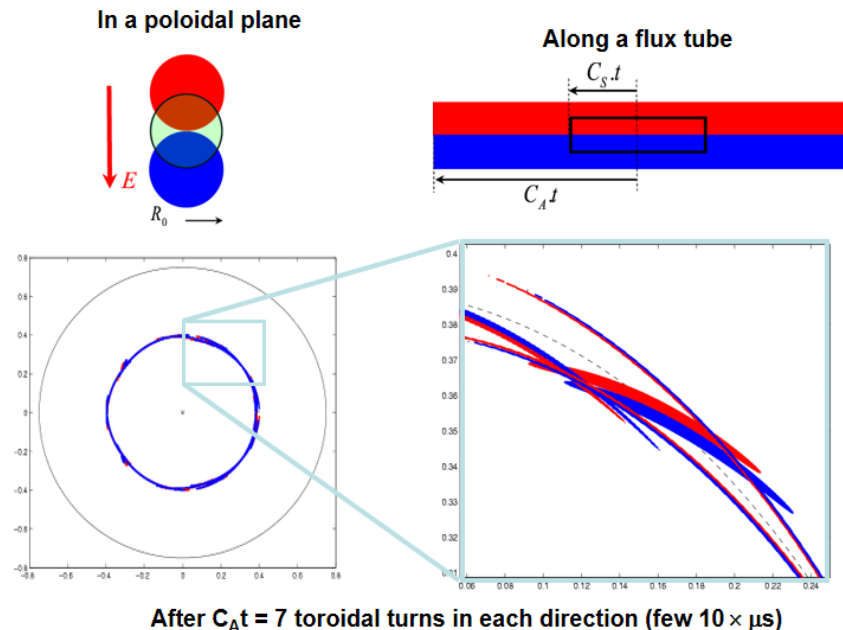 In a poloidal plane
Along a flux tube
E
R₀
C_S.t
C_A.t
0.8
0.6
0.4
0.2
0
-0.2
-0.4
-0.6
-0.8
-0.8 -0.6 -0.4 -0.2 0 0.2 0.4 0.6 0.8
0.4
0.39
0.38
0.37
0.36
0.35
0.34
0.33
0.32
0.31
0.06 0.08 0.1 0.12 0.14 0.16 0.18 0.2 0.22 0.24
After C_At = 7 toroidal turns in each direction (few 10 × μs)